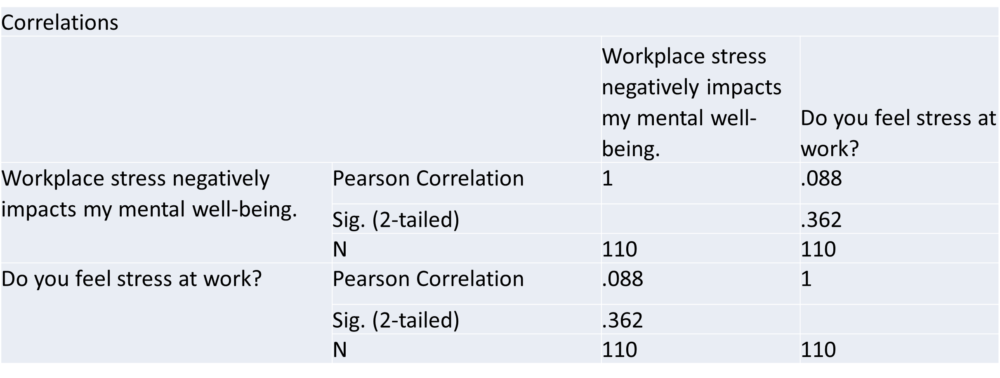 Correlations
Workplace stress
negatively impacts
my mental well-
being.
Do you feel stress at
work?
Workplace stress negatively
impacts my mental well-being.
Pearson Correlation
1
.088
Sig. (2-tailed)
.362
N
110
110
Do you feel stress at work?
Pearson Correlation
.088
1
Sig. (2-tailed)
.362
N
110
110